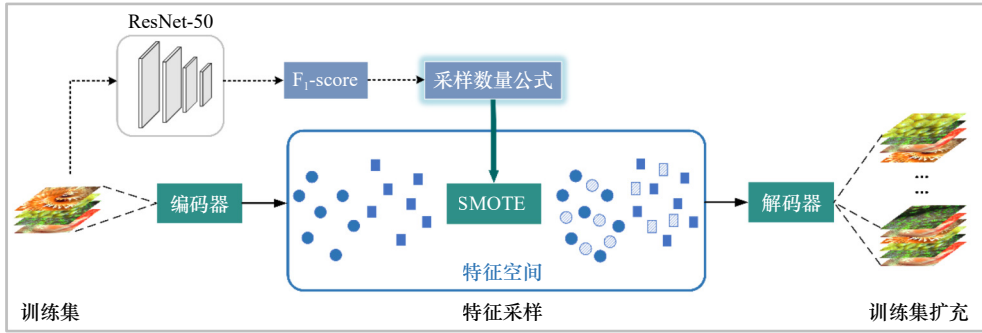 ResNet-50
F₁-score
采样数量公式
编码器
SMOTE
解码器
...
...
特征空间
训练集
特征采样
训练集扩充